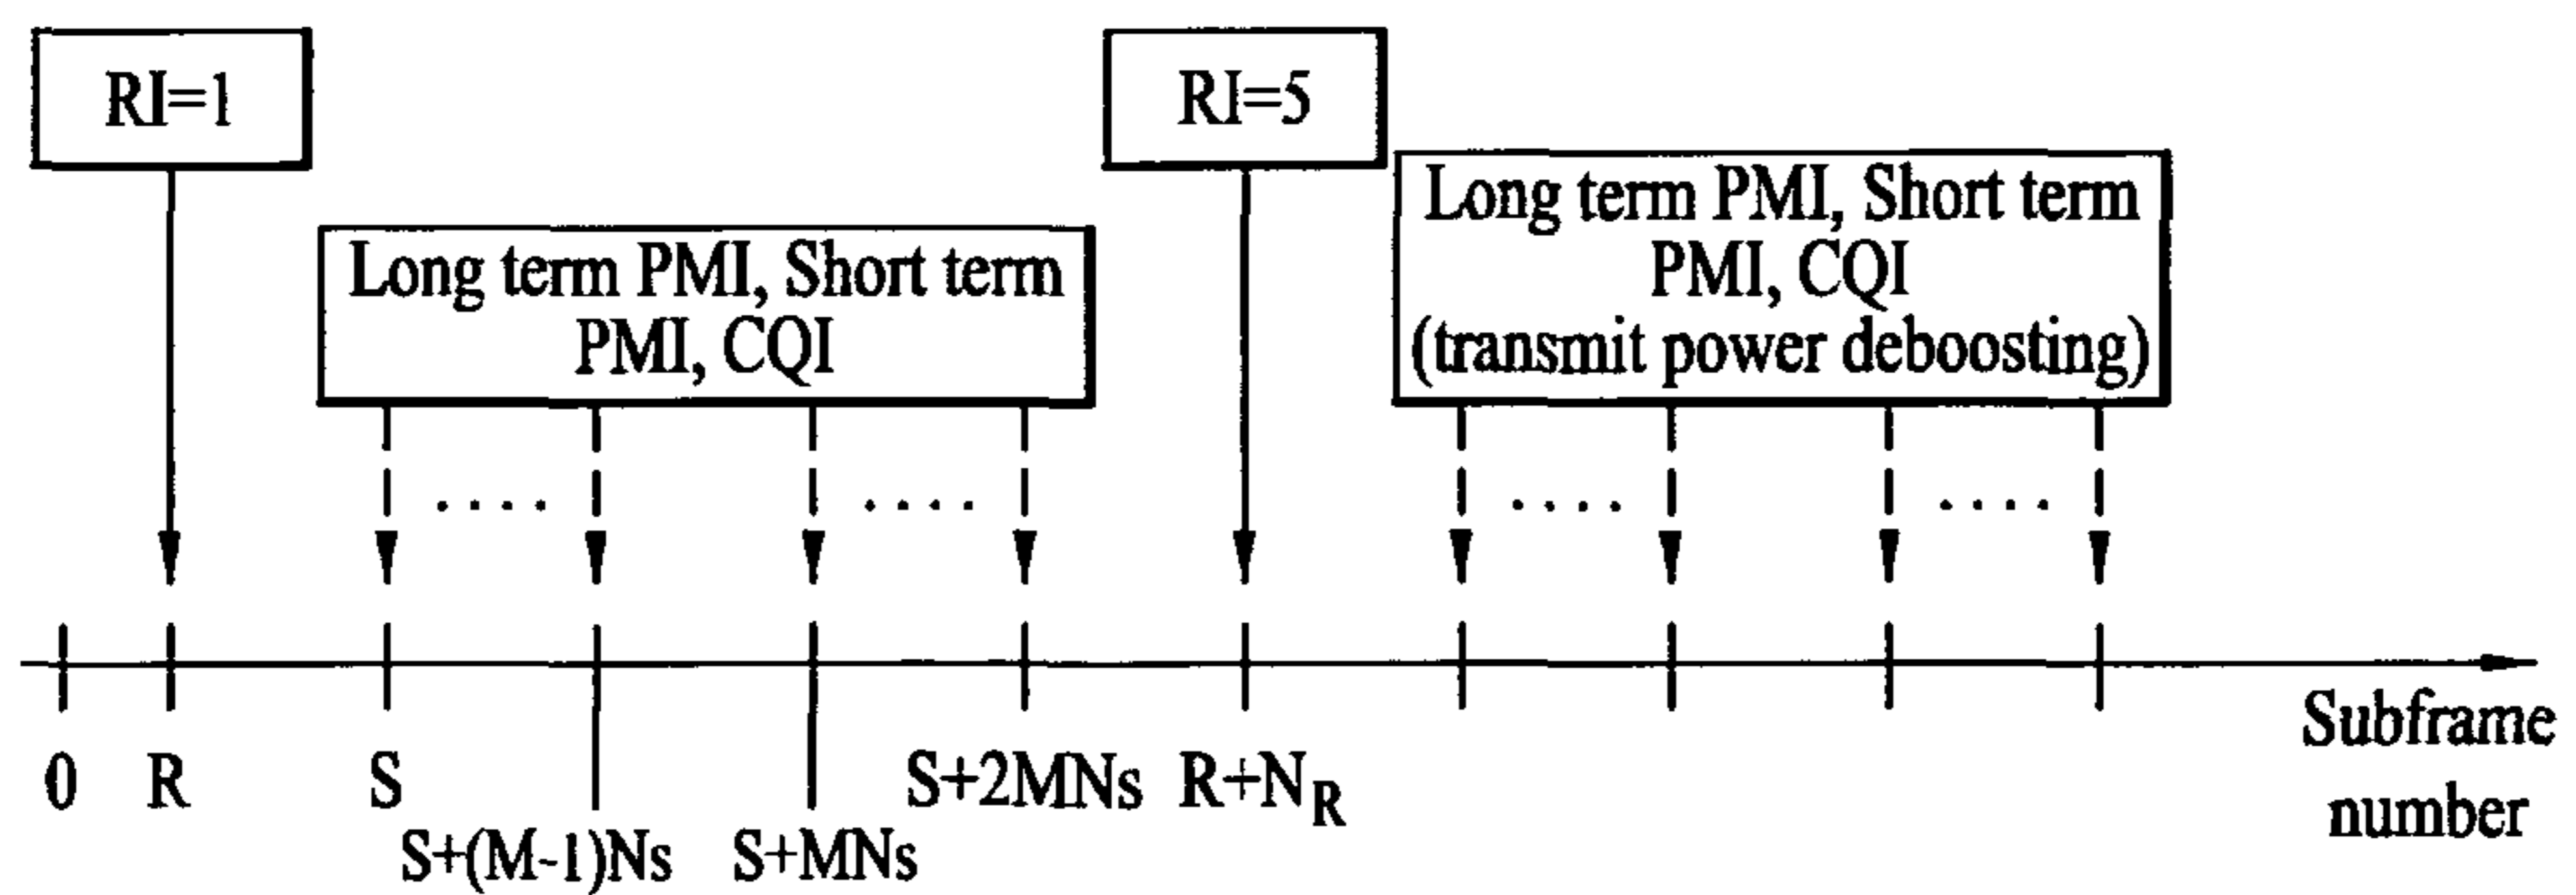 RI=1
RI=5
Long term PMI, Short term
PMI, CQI
Long term PMI, Short term
PMI, CQI
(transmit power deboosting)
0
R
S
S+(M-1)Ns
S+MNs
S+2MNs
R+N_R
Subframe
number